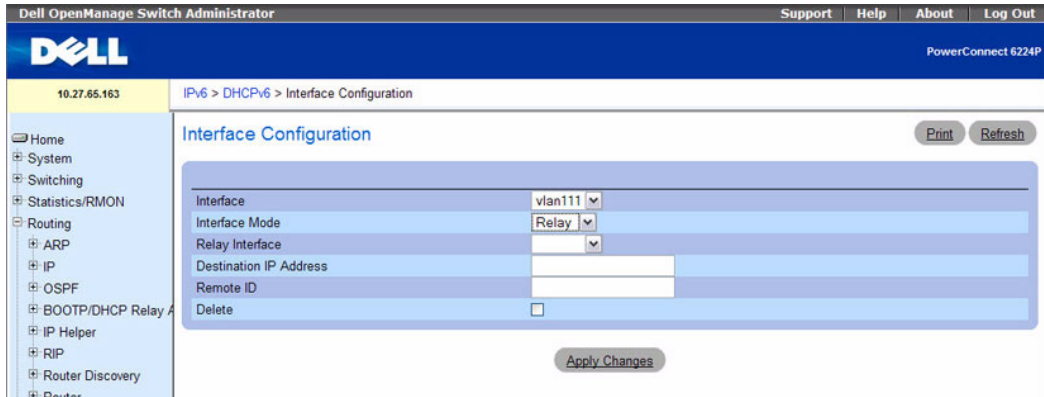 Dell OpenManage Switch Administrator
Support Help About Log Out
DELL
PowerConnect 6224P
10.27.65.163
IPv6 > DHCPv6 > Interface Configuration
Home
System
Switching
Statistics/RMON
Routing
ARP
IP
OSPF
BOOTP/DHCP Relay A
IP Helper
RIP
Router Discovery
Router
Interface Configuration
Print Refresh
Interface vlan111
Interface Mode Relay
Relay Interface
Destination IP Address
Remote ID
Delete
Apply Changes